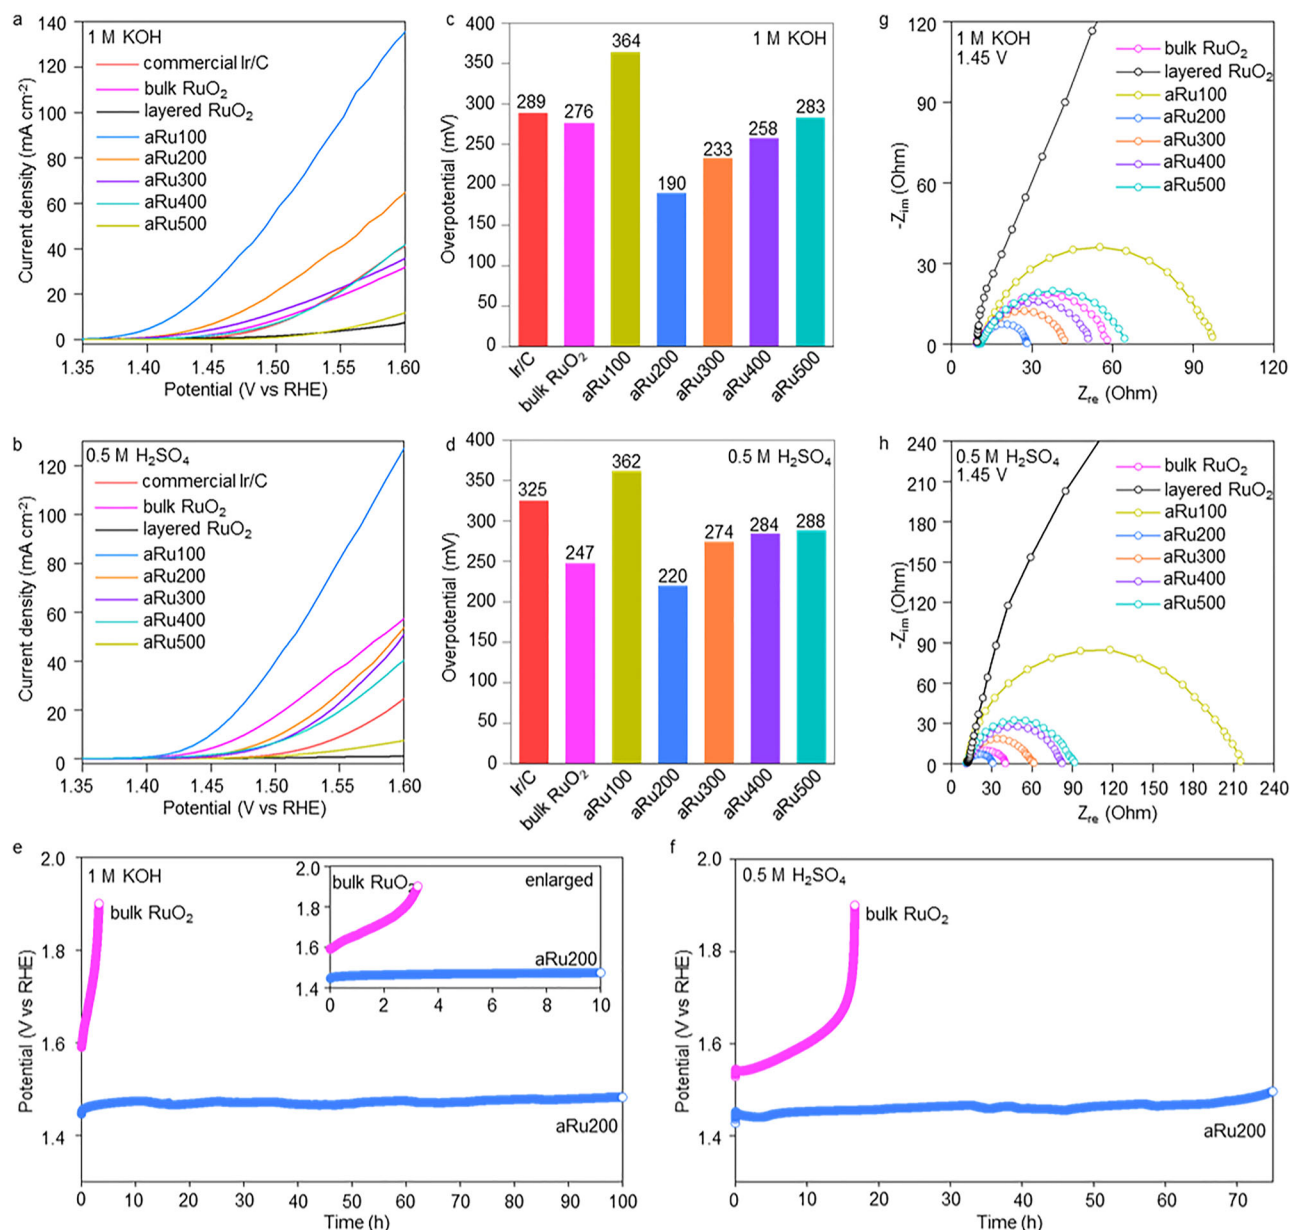 a
1 M KOH
commercial Ir/C
bulk RuO₂
layered RuO₂
aRu100
aRu200
aRu300
aRu400
aRu500
Current density (mA cm⁻²)
140
120
100
80
60
40
20
0
1.35 1.40 1.45 1.50 1.55 1.60
Potential (V vs RHE)
c
1 M KOH
Overpotential (mV)
400
350
300
250
200
150
100
50
0
289
276
364
190
233
258
283
Ir/C
bulk RuO₂
aRu100
aRu200
aRu300
aRu400
aRu500
g
1 M KOH
1.45 V
bulk RuO₂
layered RuO₂
aRu100
aRu200
aRu300
aRu400
aRu500
-Zim (Ohm)
120
90
60
30
0
0 30 60 90 120
Zre (Ohm)
b
0.5 M H₂SO₄
commercial Ir/C
bulk RuO₂
layered RuO₂
aRu100
aRu200
aRu300
aRu400
aRu500
Current density (mA cm⁻²)
120
100
80
60
40
20
0
1.35 1.40 1.45 1.50 1.55 1.60
Potential (V vs RHE)
d
0.5 M H₂SO₄
Overpotential (mV)
400
350
300
250
200
150
100
50
0
325
247
362
220
274
284
288
Ir/C
bulk RuO₂
aRu100
aRu200
aRu300
aRu400
aRu500
h
0.5 M H₂SO₄
1.45 V
bulk RuO₂
layered RuO₂
aRu100
aRu200
aRu300
aRu400
aRu500
-Zim (Ohm)
240
210
180
150
120
90
60
30
0
0 30 60 90 120 150 180 210 240
Zre (Ohm)
e
1 M KOH
bulk RuO₂
aRu200
Potential (V vs RHE)
2.0
1.8
1.6
1.4
0 10 20 30 40 50 60 70 80 90 100
Time (h)
enlarged
bulk RuO₂
aRu200
2.0
1.8
1.6
1.4
0 2 4 6 8 10
f
0.5 M H₂SO₄
bulk RuO₂
aRu200
Potential (V vs RHE)
2.0
1.8
1.6
1.4
0 10 20 30 40 50 60 70
Time (h)